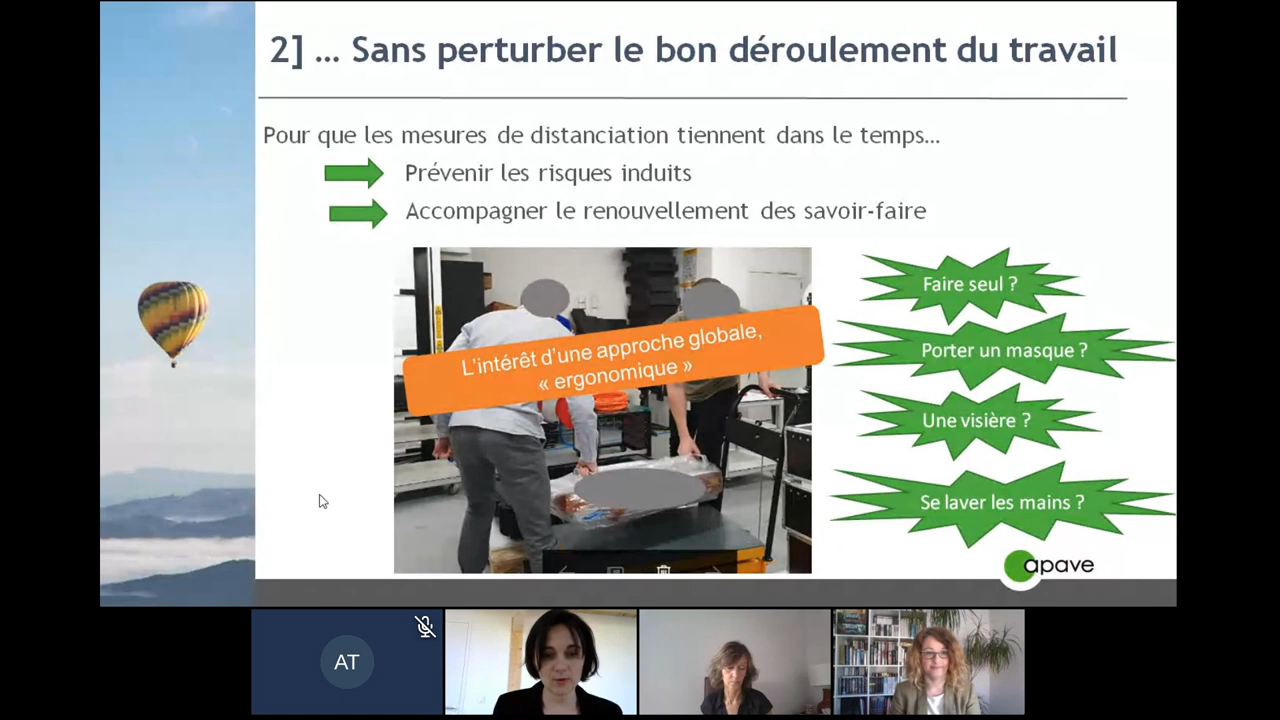 2] … Sans perturber le bon déroulement du travail
Pour que les mesures de distanciation tiennent dans le temps…
Prévenir les risques induits
Accompagner le renouvellement des savoir-faire
L'intérêt d'une approche globale,
« ergonomique »
Faire seul ?
Porter un masque ?
Une visière ?
Se laver les mains ?
apave
AT